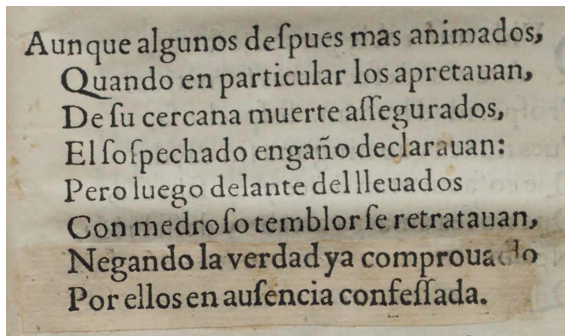 Aunque algunos deſpues mas animados,
Quando en particular los apretauan,
De ſu cercana muerte aſſegurados,
El ſoſpechado engaño declarauan:
Pero luego delante del lleuados
Con medroſo temblor ſe retratauan,
Negando la verdad ya comprouado
Por ellos en auſencia confeſſada.